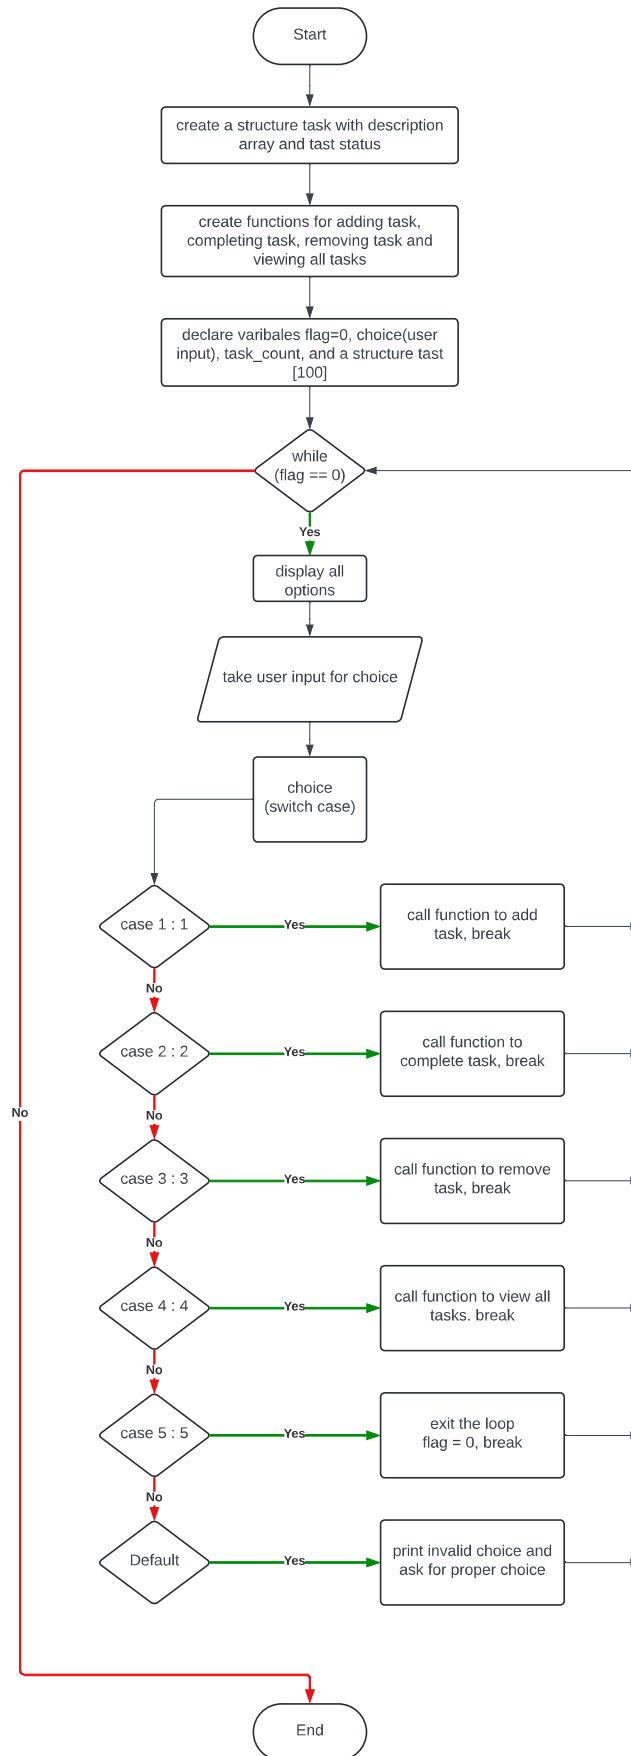 Start
create a structure task with description
array and tast status
create functions for adding task,
completing task, removing task and
viewing all tasks
declare varibales flag=0, choice(user
input), task_count, and a structure tast
[100]
while
(flag == 0)
Yes
display all
options
take user input for choice
choice
(switch case)
case 1 : 1
Yes
call function to add
task, break
No
case 2 : 2
Yes
call function to
complete task, break
No
No
case 3 : 3
Yes
call function to remove
task, break
No
case 4 : 4
Yes
call function to view all
tasks. break
No
case 5 : 5
Yes
exit the loop
flag = 0, break
No
Default
Yes
print invalid choice and
ask for proper choice
End